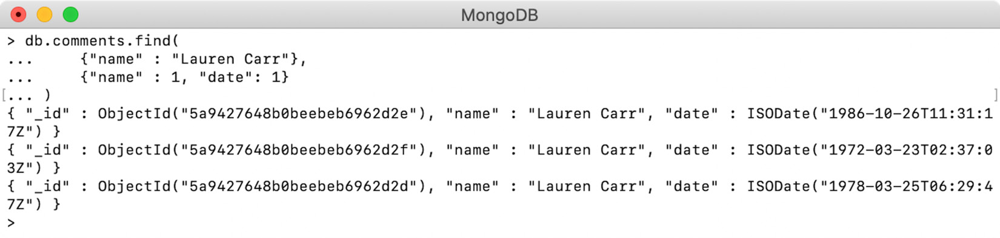 MongoDB
> db.comments.find(
...     {"name" : "Lauren Carr"},
...     {"name" : 1, "date": 1}
[... ) ]
{ "_id" : ObjectId("5a9427648b0beebeb6962d2e"), "name" : "Lauren Carr", "date" : ISODate("1986-10-26T11:31:1
7Z") }
{ "_id" : ObjectId("5a9427648b0beebeb6962d2f"), "name" : "Lauren Carr", "date" : ISODate("1972-03-23T02:37:0
3Z") }
{ "_id" : ObjectId("5a9427648b0beebeb6962d2d"), "name" : "Lauren Carr", "date" : ISODate("1978-03-25T06:29:4
7Z") }
>